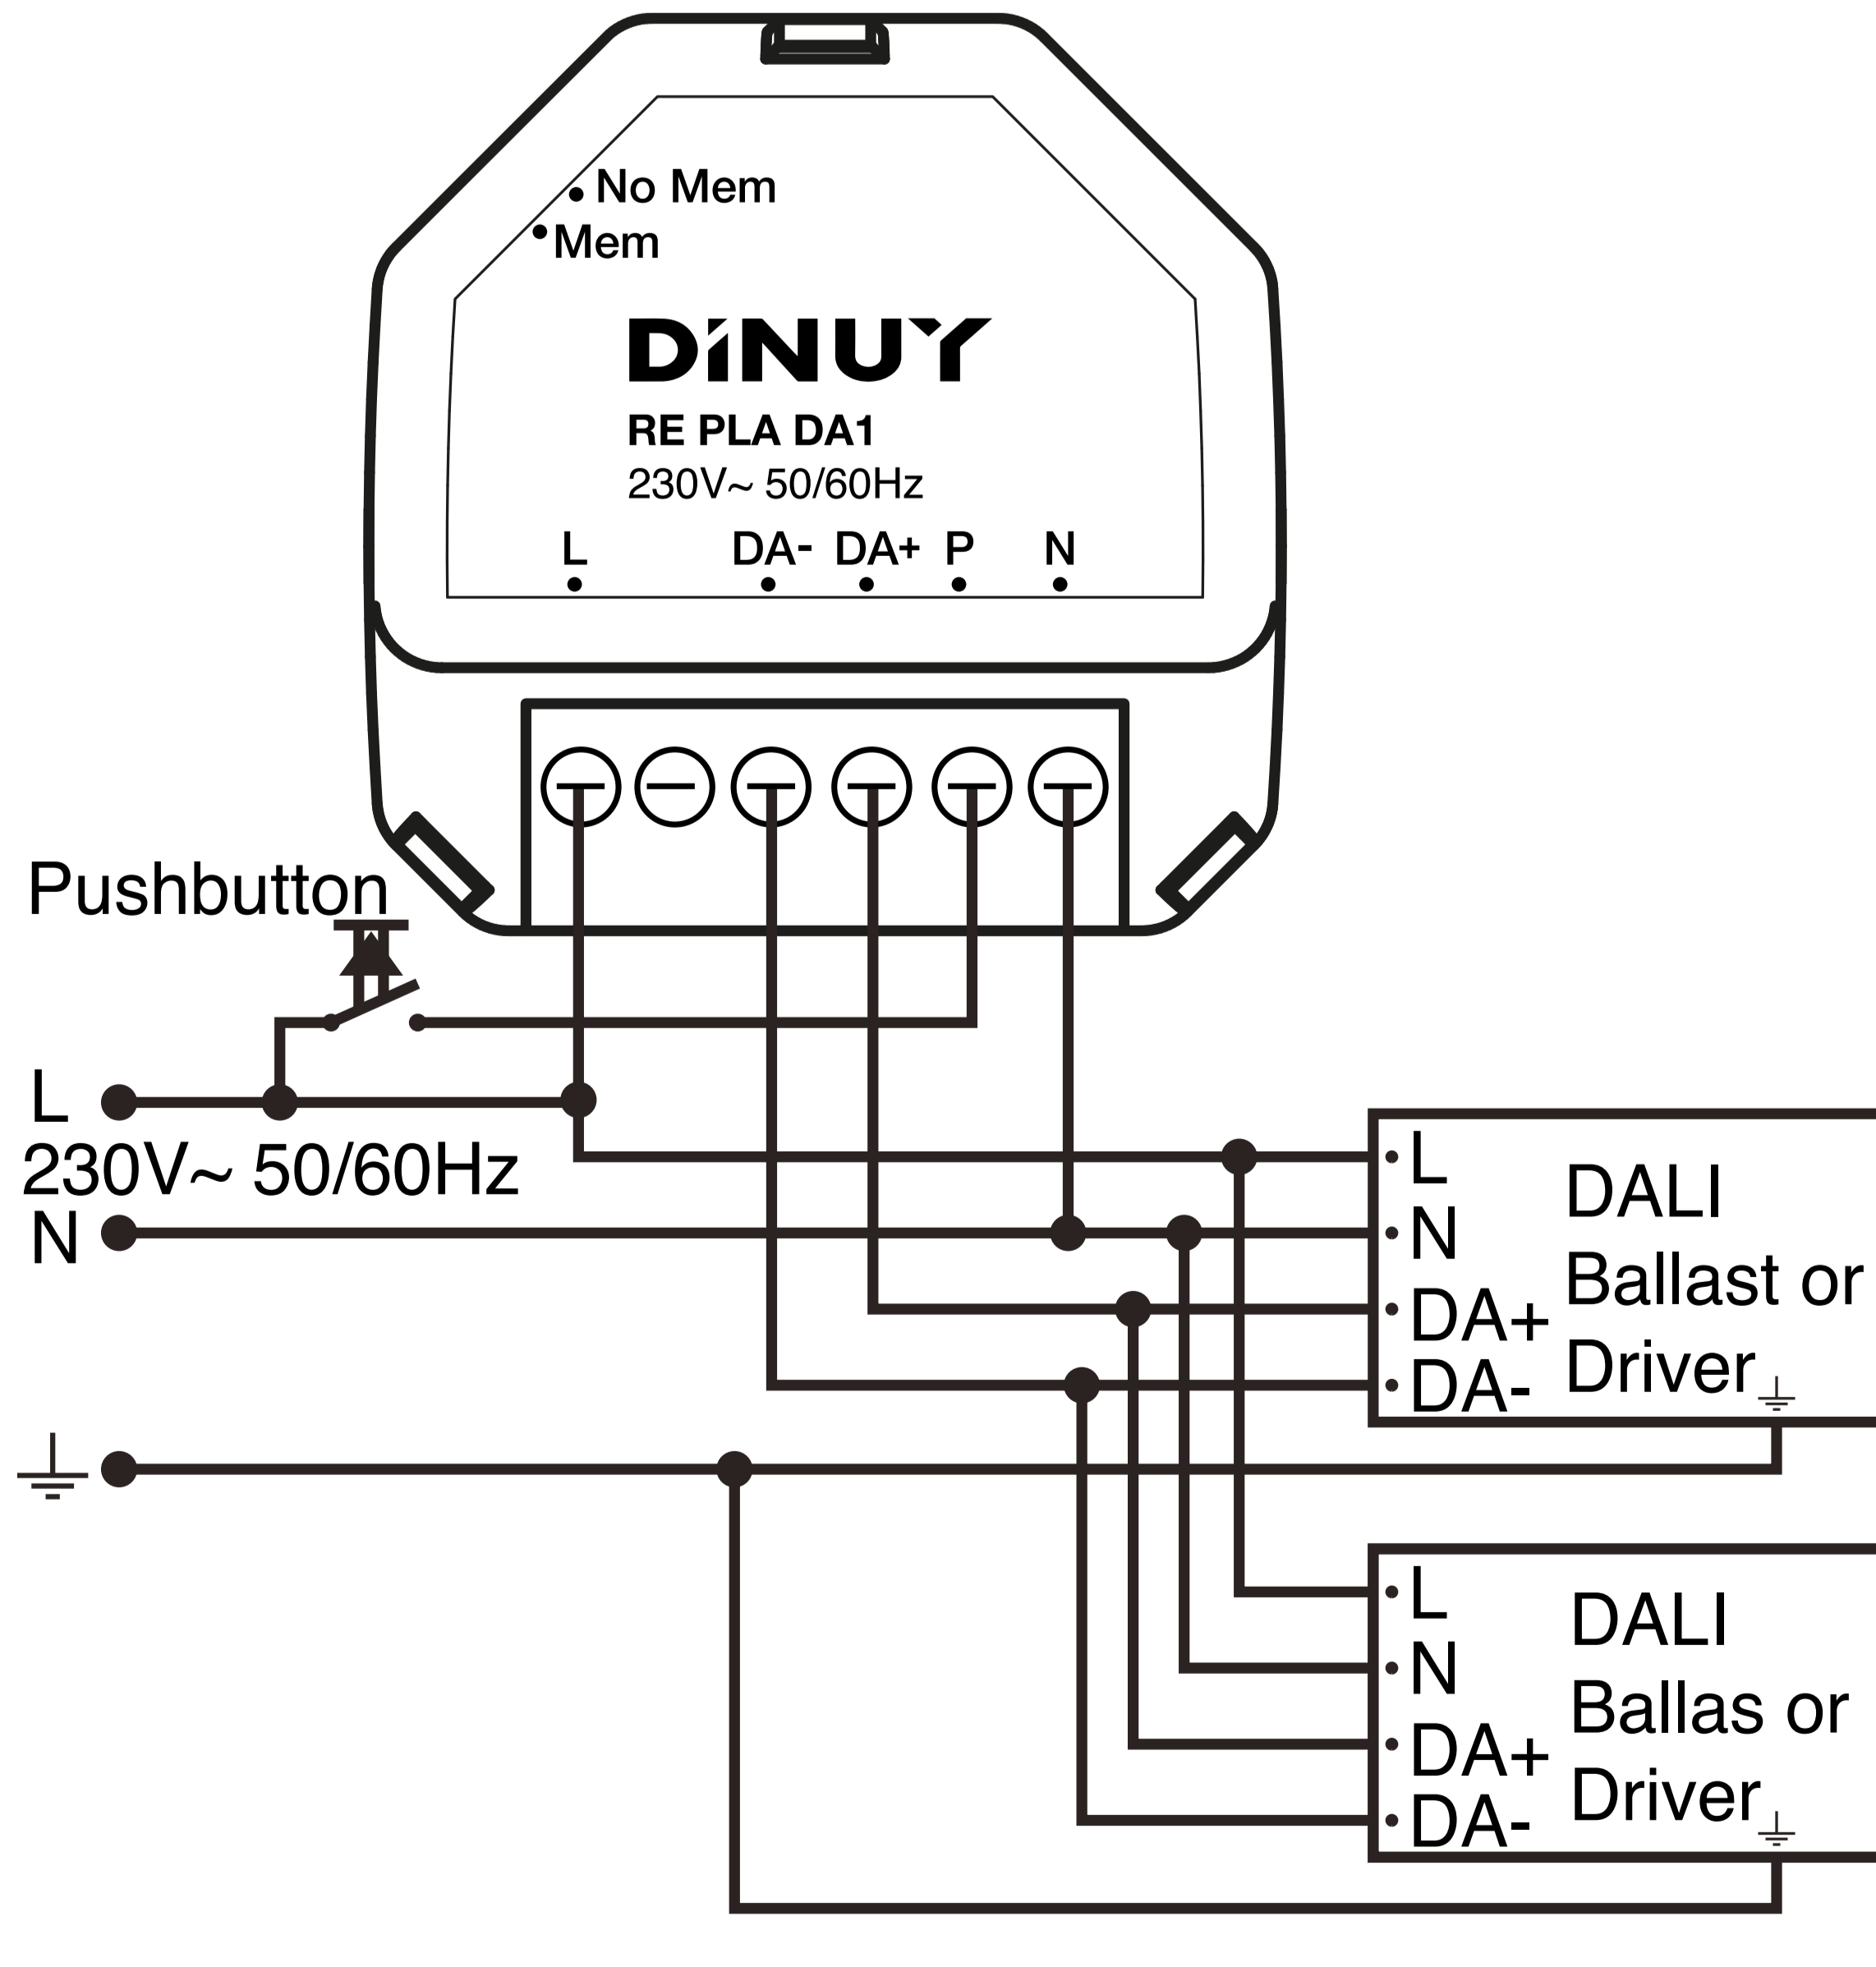 No Mem
Mem
DiNUY
RE PLA DA1
230V~ 50/60Hz
L DA- DA+ P N
Pushbutton
L
230V~ 50/60Hz
N
L
N
DA+
DA-
DALI
Ballast or
Driver
L
N
DA+
DA-
DALI
Ballas or
Driver